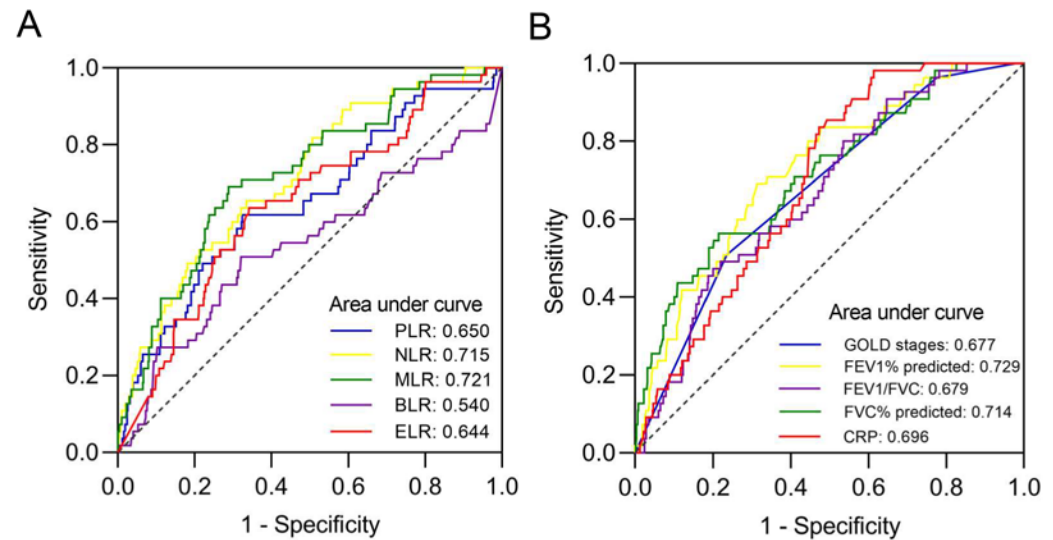 A
Sensitivity
1.0
0.8
0.6
0.4
0.2
0.0
Area under curve
PLR: 0.650
NLR: 0.715
MLR: 0.721
BLR: 0.540
ELR: 0.644
0.0 0.2 0.4 0.6 0.8 1.0
1 - Specificity
B
Sensitivity
1.0
0.8
0.6
0.4
0.2
0.0
Area under curve
GOLD stages: 0.677
FEV1% predicted: 0.729
FEV1/FVC: 0.679
FVC% predicted: 0.714
CRP: 0.696
0.0 0.2 0.4 0.6 0.8 1.0
1 - Specificity